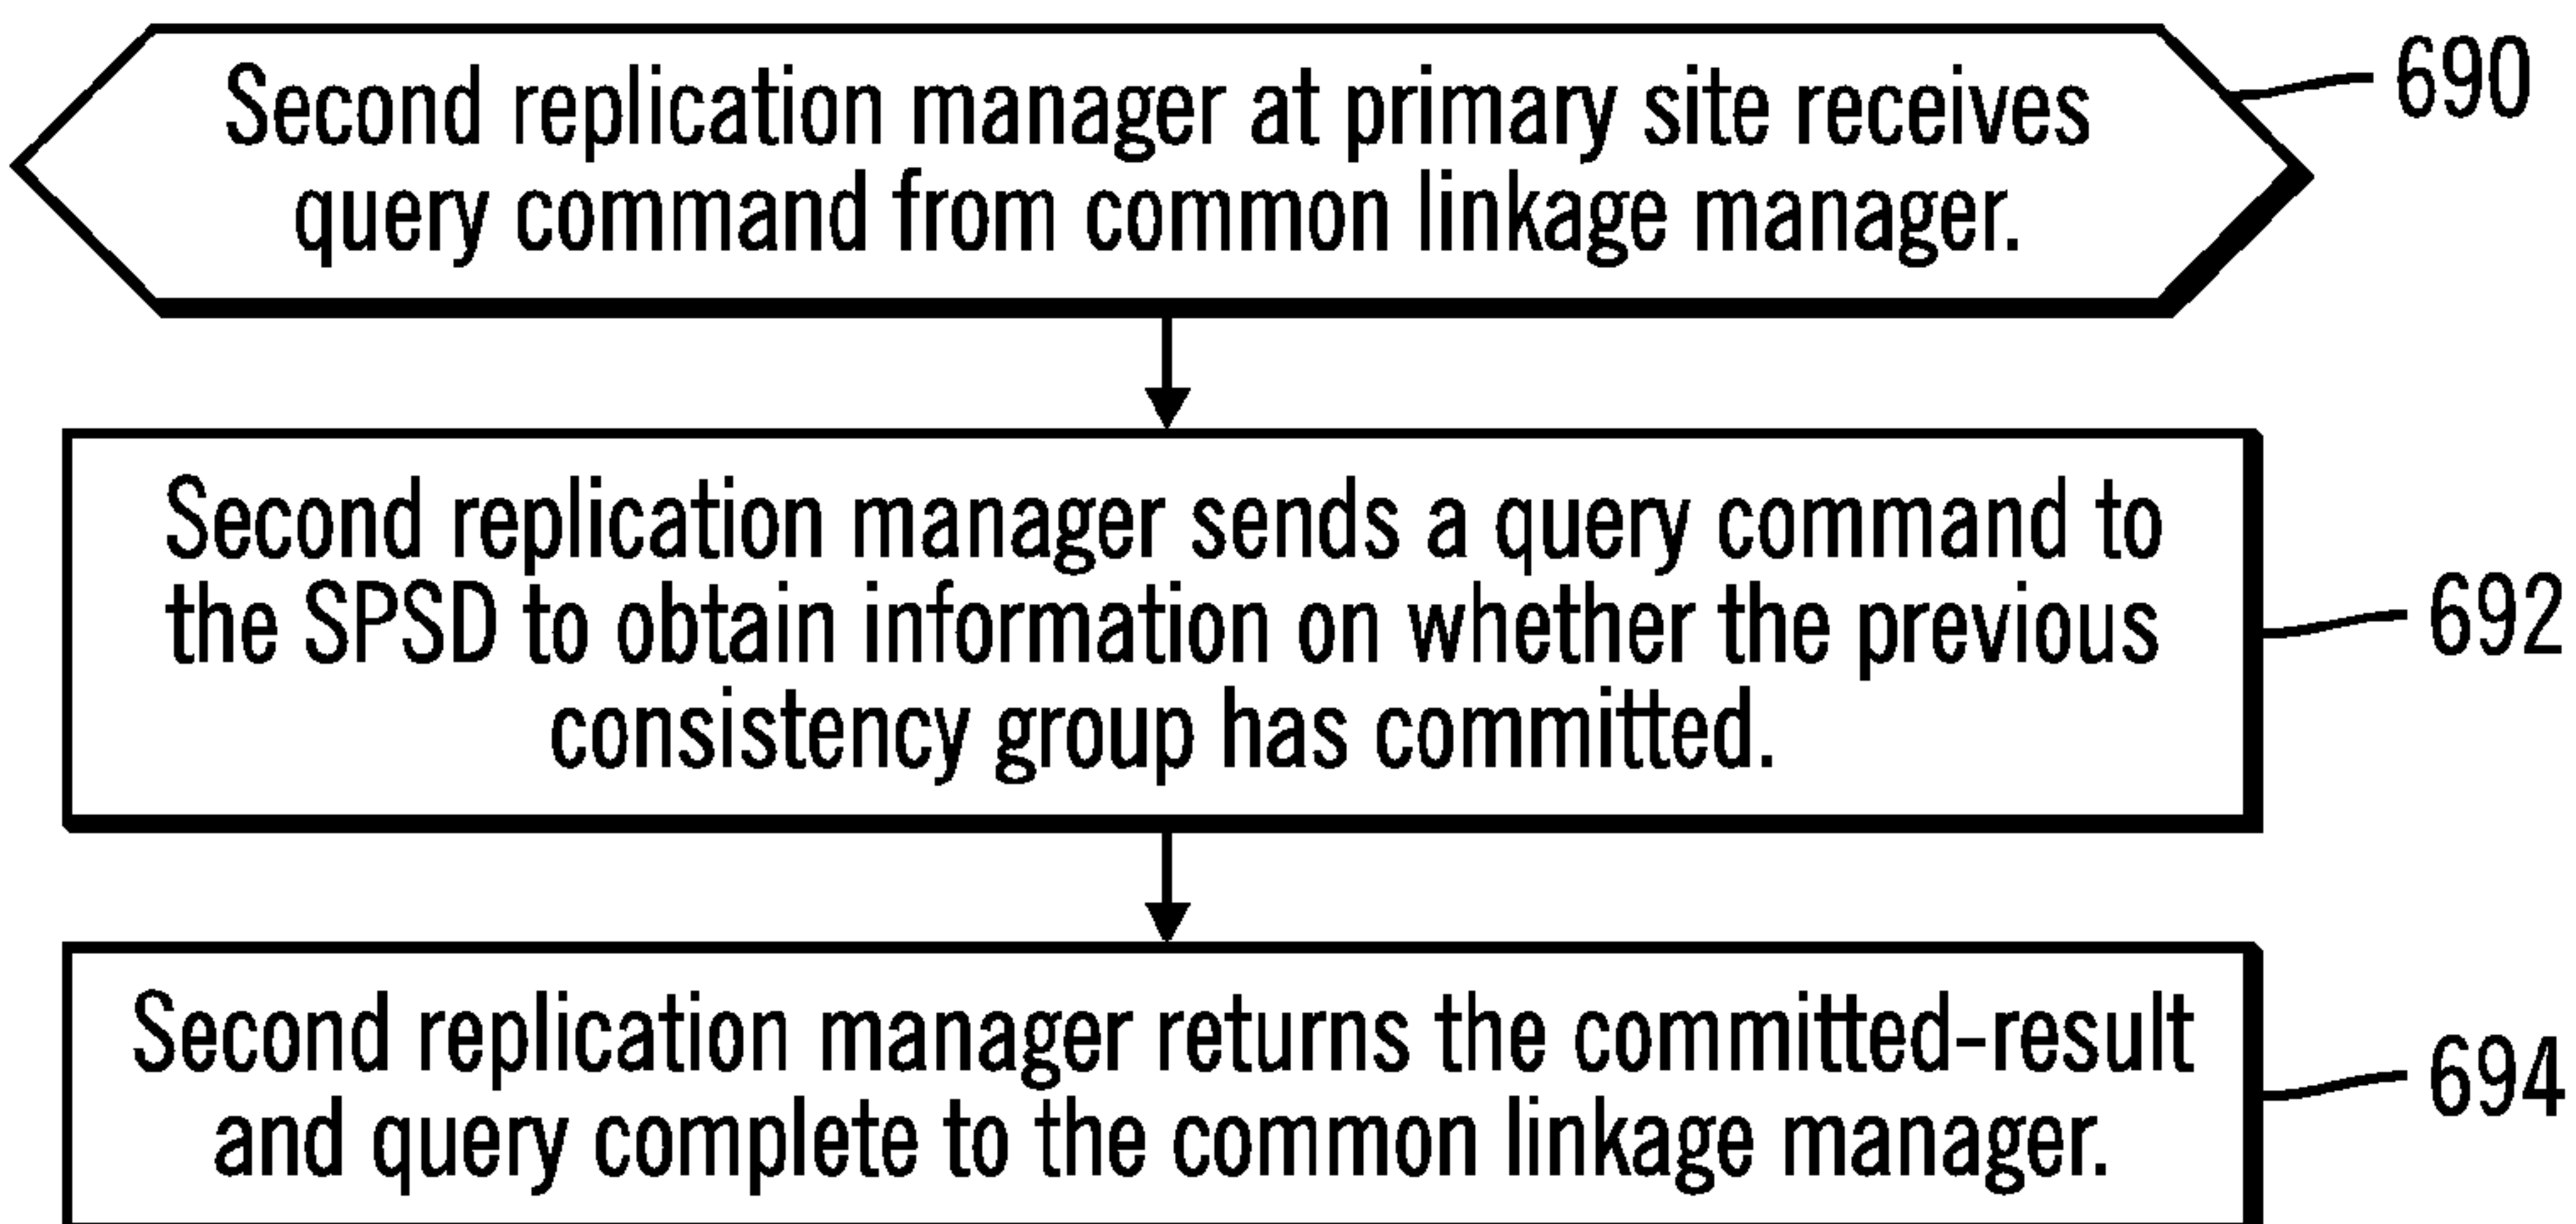 Second replication manager at primary site receives
query command from common linkage manager.
690
Second replication manager sends a query command to
the SPSD to obtain information on whether the previous
consistency group has committed.
692
Second replication manager returns the committed-result
and query complete to the common linkage manager.
694